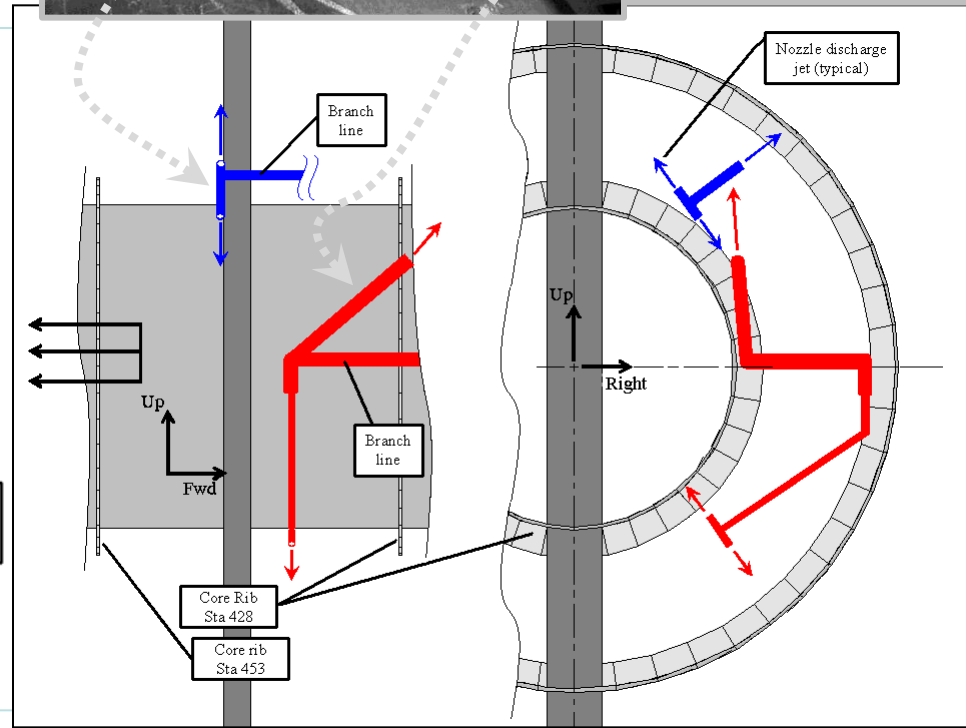 Nozzle discharge
jet (typical)
Branch
line
Up
Right
Up
Fwd
Branch
line
Core Rib
Sta 428
Core rib
Sta 453